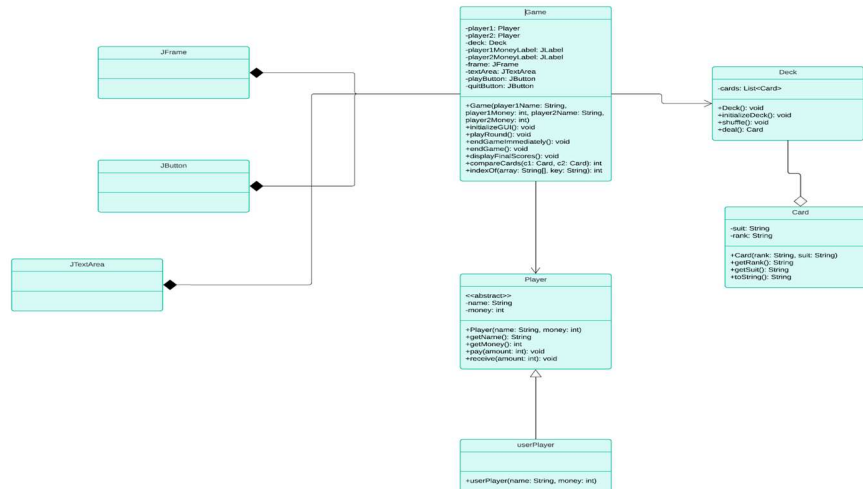 Game
-player1: Player
-player2: Player
-deck: Deck
-player1MoneyLabel: JLabel
-player2MoneyLabel: JLabel
-frame: JFrame
-textArea: JTextArea
-playButton: JButton
-quitButton: JButton
+Game(player1Name: String,
player1Money: int, player2Name: String,
player2Money: int)
+initializeGUI(): void
+playRound(): void
+endGameImmediately(): void
+endGame(): void
+displayFinalScores(): void
+compareCards(c1: Card, c2: Card): int
+indexOf(array: String[], key: String): int
JFrame
JButton
JTextArea
Deck
-cards: List<Card>
+Deck(): void
+initializeDeck(): void
+shuffle(): void
+deal(): Card
Card
-suit: String
-rank: String
+Card(rank: String, suit: String)
+getRank(): String
+getSuit(): String
+toString(): String
Player
<<abstract>>
-name: String
-money: int
+Player(name: String, money: int)
+getName(): String
+getMoney(): int
+pay(amount: int): void
+receive(amount: int): void
userPlayer
+userPlayer(name: String, money: int)